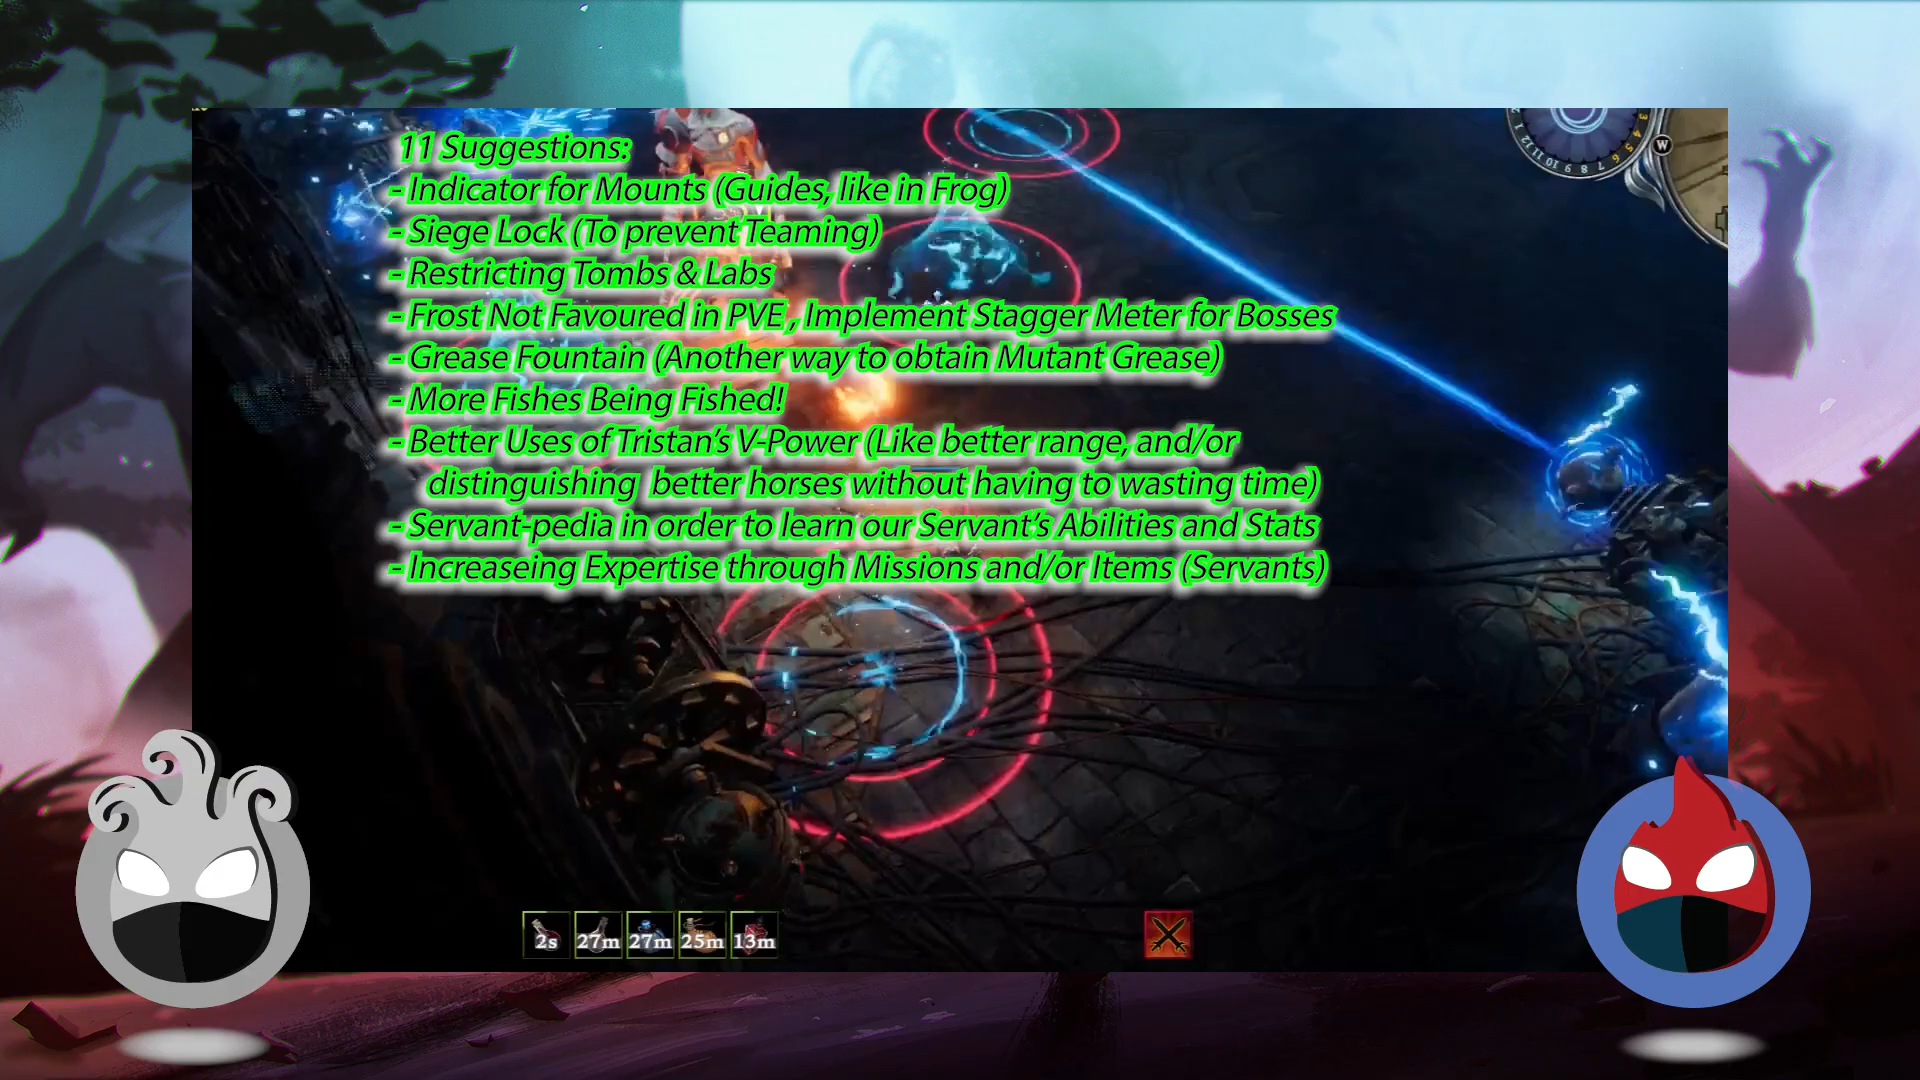 11 Suggestions:
- Indicator for Mounts (Guides, like in Frog)
- Siege Lock (To prevent Teaming)
- Restricting Tombs & Labs
- Frost Not Favoured in PVE , Implement Stagger Meter for Bosses
- Grease Fountain (Another way to obtain Mutant Grease)
- More Fishes Being Fished!
- Better Uses of Tristan's V-Power (Like better range, and/or
distinguishing better horses without having to wasting time)
- Servant-pedia in order to learn our Servant's Abilities and Stats
- Increaseing Expertise through Missions and/or Items (Servants)
W
2s 27m 27m 25m 13m